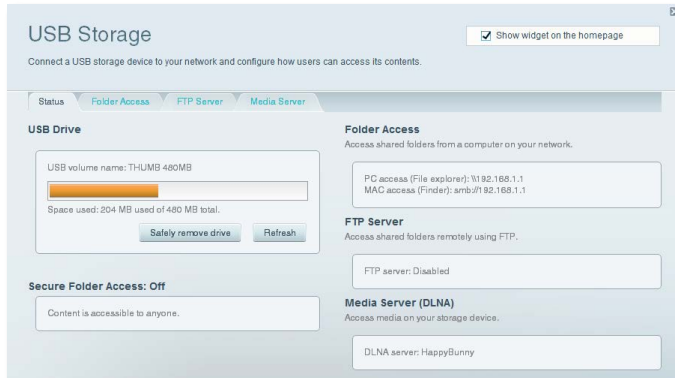 USB Storage
Show widget on the homepage
Connect a USB storage device to your network and configure how users can access its contents.
Status
Folder Access
FTP Server
Media Server
USB Drive
USB volume name: THUMB 480MB
Space used: 204 MB used of 480 MB total.
Safely remove drive
Refresh
Secure Folder Access: Off
Content is accessible to anyone.
Folder Access
Access shared folders from a computer on your network.
PC access (File explorer): \\192.168.1.1
MAC access (Finder): smb://192.168.1.1
FTP Server
Access shared folders remotely using FTP.
FTP server: Disabled
Media Server (DLNA)
Access media on your storage device.
DLNA server: HappyBunny